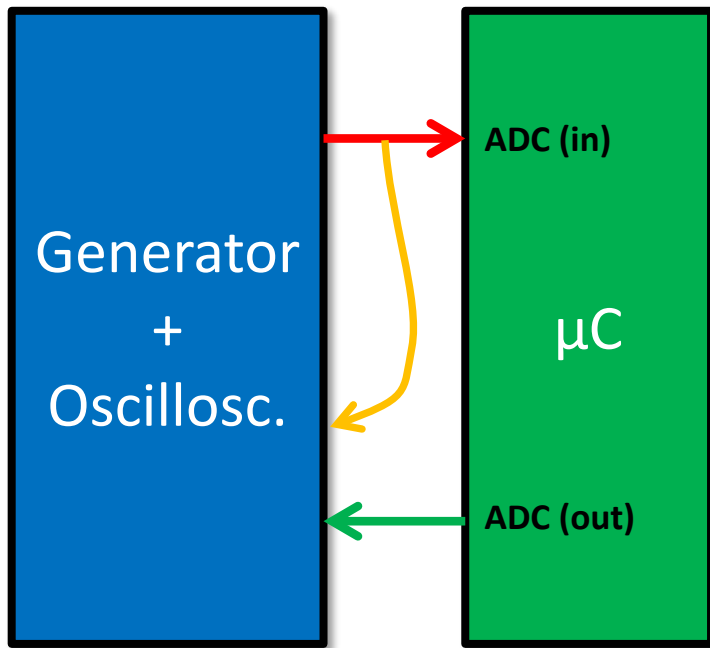 Generator
+
Oscillosc.
ADC (in)
µC
ADC (out)